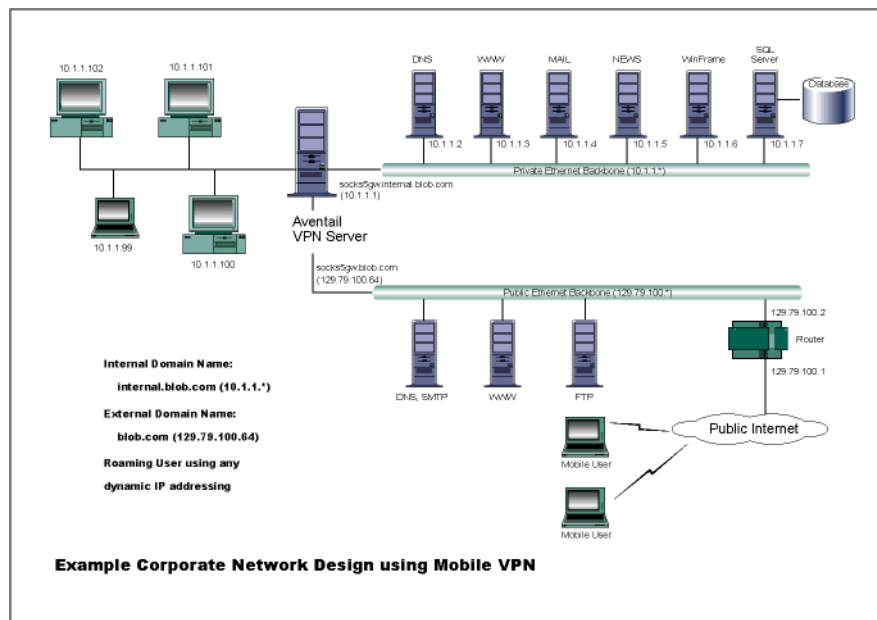 10.1.1.102
10.1.1.101
DNS
WWW
MAIL
NEWS
WinFrame
SQL
Server
Database
10.1.1.2
10.1.1.3
10.1.1.4
10.1.1.5
10.1.1.6
10.1.1.7
Private Ethernet Backbone (10.1.1.*)
socks5gw.internal.blob.com
(10.1.1.1)
Aventail
VPN Server
10.1.1.99
10.1.1.100
socks5gw.blob.com
(129.79.100.64)
Public Ethernet Backbone (129.79.100.*)
129.79.100.2
Router
129.79.100.1
DNS, SMTP
WWW
FTP
Internal Domain Name:
internal.blob.com (10.1.1.*)
External Domain Name:
blob.com (129.79.100.64)
Roaming User using any
dynamic IP addressing
Public Internet
Mobile User
Mobile User
Example Corporate Network Design using Mobile VPN